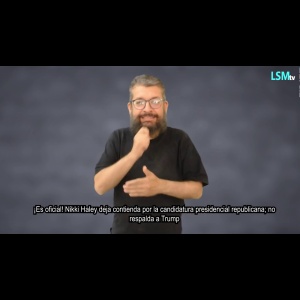 LSMtv
¡Es oficial! Nikki Haley deja contienda por la candidatura presidencial republicana; no
respalda a Trump